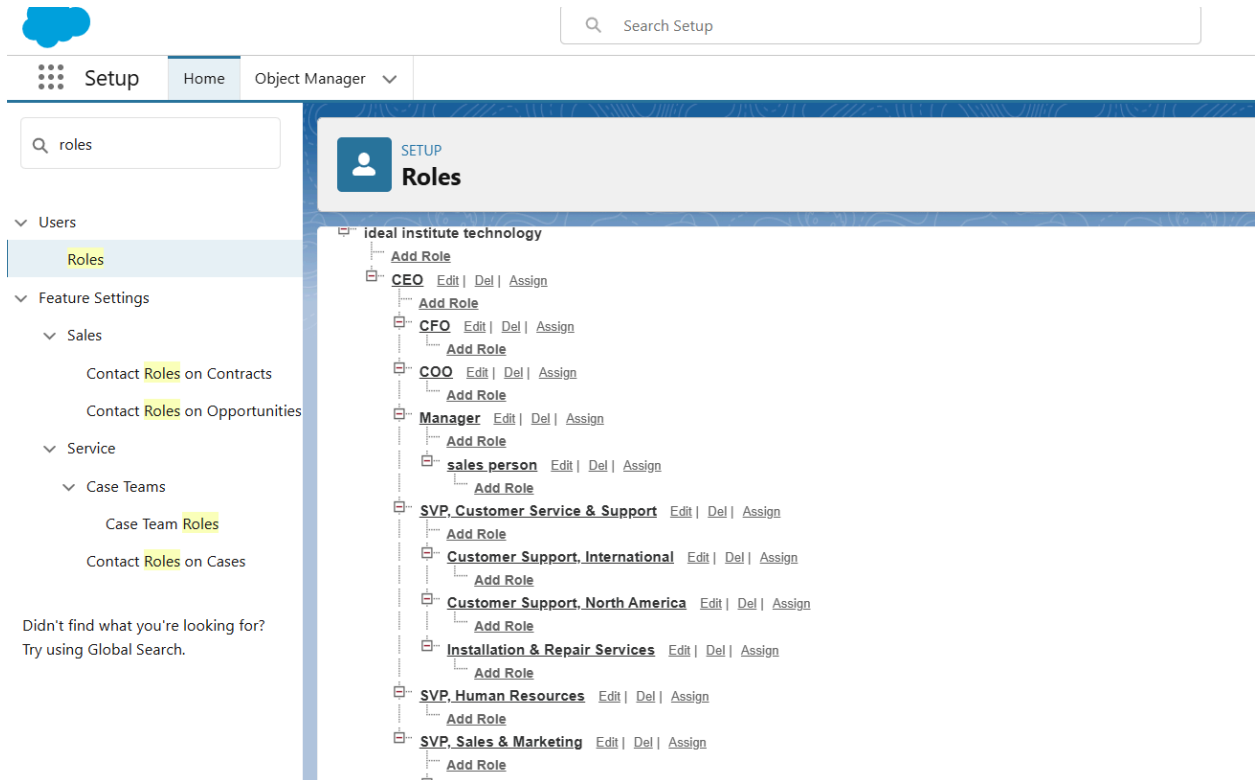 Search Setup
Setup
Home
Object Manager
roles
Users
Roles
Feature Settings
Sales
Contact Roles on Contracts
Contact Roles on Opportunities
Service
Case Teams
Case Team Roles
Contact Roles on Cases
Didn't find what you're looking for?
Try using Global Search.
SETUP
Roles
ideal institute technology
Add Role
CEO Edit | Del | Assign
Add Role
CFO Edit | Del | Assign
Add Role
COO Edit | Del | Assign
Add Role
Manager Edit | Del | Assign
Add Role
sales person Edit | Del | Assign
Add Role
SVP, Customer Service & Support Edit | Del | Assign
Add Role
Customer Support, International Edit | Del | Assign
Add Role
Customer Support, North America Edit | Del | Assign
Add Role
Installation & Repair Services Edit | Del | Assign
Add Role
SVP, Human Resources Edit | Del | Assign
Add Role
SVP, Sales & Marketing Edit | Del | Assign
Add Role